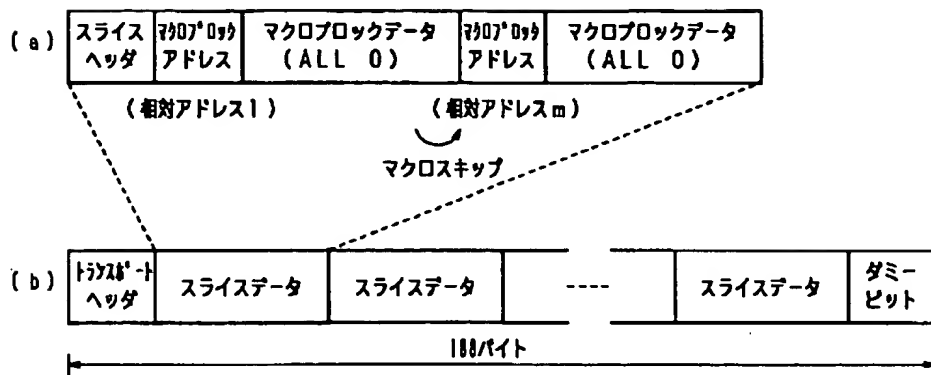 (a)
スライスヘッダ
マクロブロックアドレス
マクロブロックデータ
(ALL 0)
マクロブロックアドレス
マクロブロックデータ
(ALL 0)
(相対アドレス1)
(相対アドレスm)
マクロスキップ
(b)
トランスポートヘッダ
スライスデータ
スライスデータ
----
スライスデータ
ダミービット
188バイト